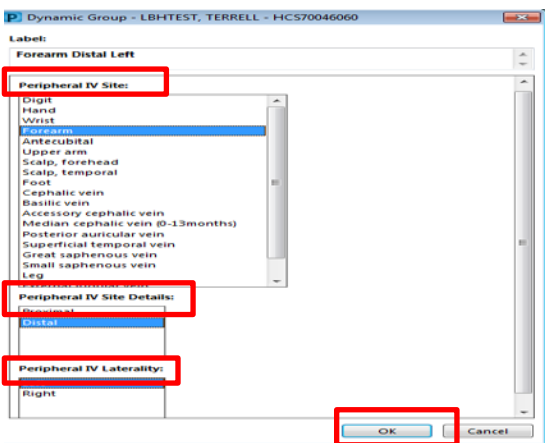 Dynamic Group - LBHTEST, TERRELL - HCS70046060
Label:
Forearm Distal Left
Peripheral IV Site:
Digit
Hand
Wrist
Forearm
Antecubital
Upper arm
Scalp, forehead
Scalp, temporal
Foot
Cephalic vein
Basilic vein
Accessory cephalic vein
Median cephalic vein (0-13months)
Posterior auricular vein
Superficial temporal vein
Great saphenous vein
Small saphenous vein
Leg
Peripheral IV Site Details:
Proximal
Distal
Peripheral IV Laterality:
Right
OK
Cancel